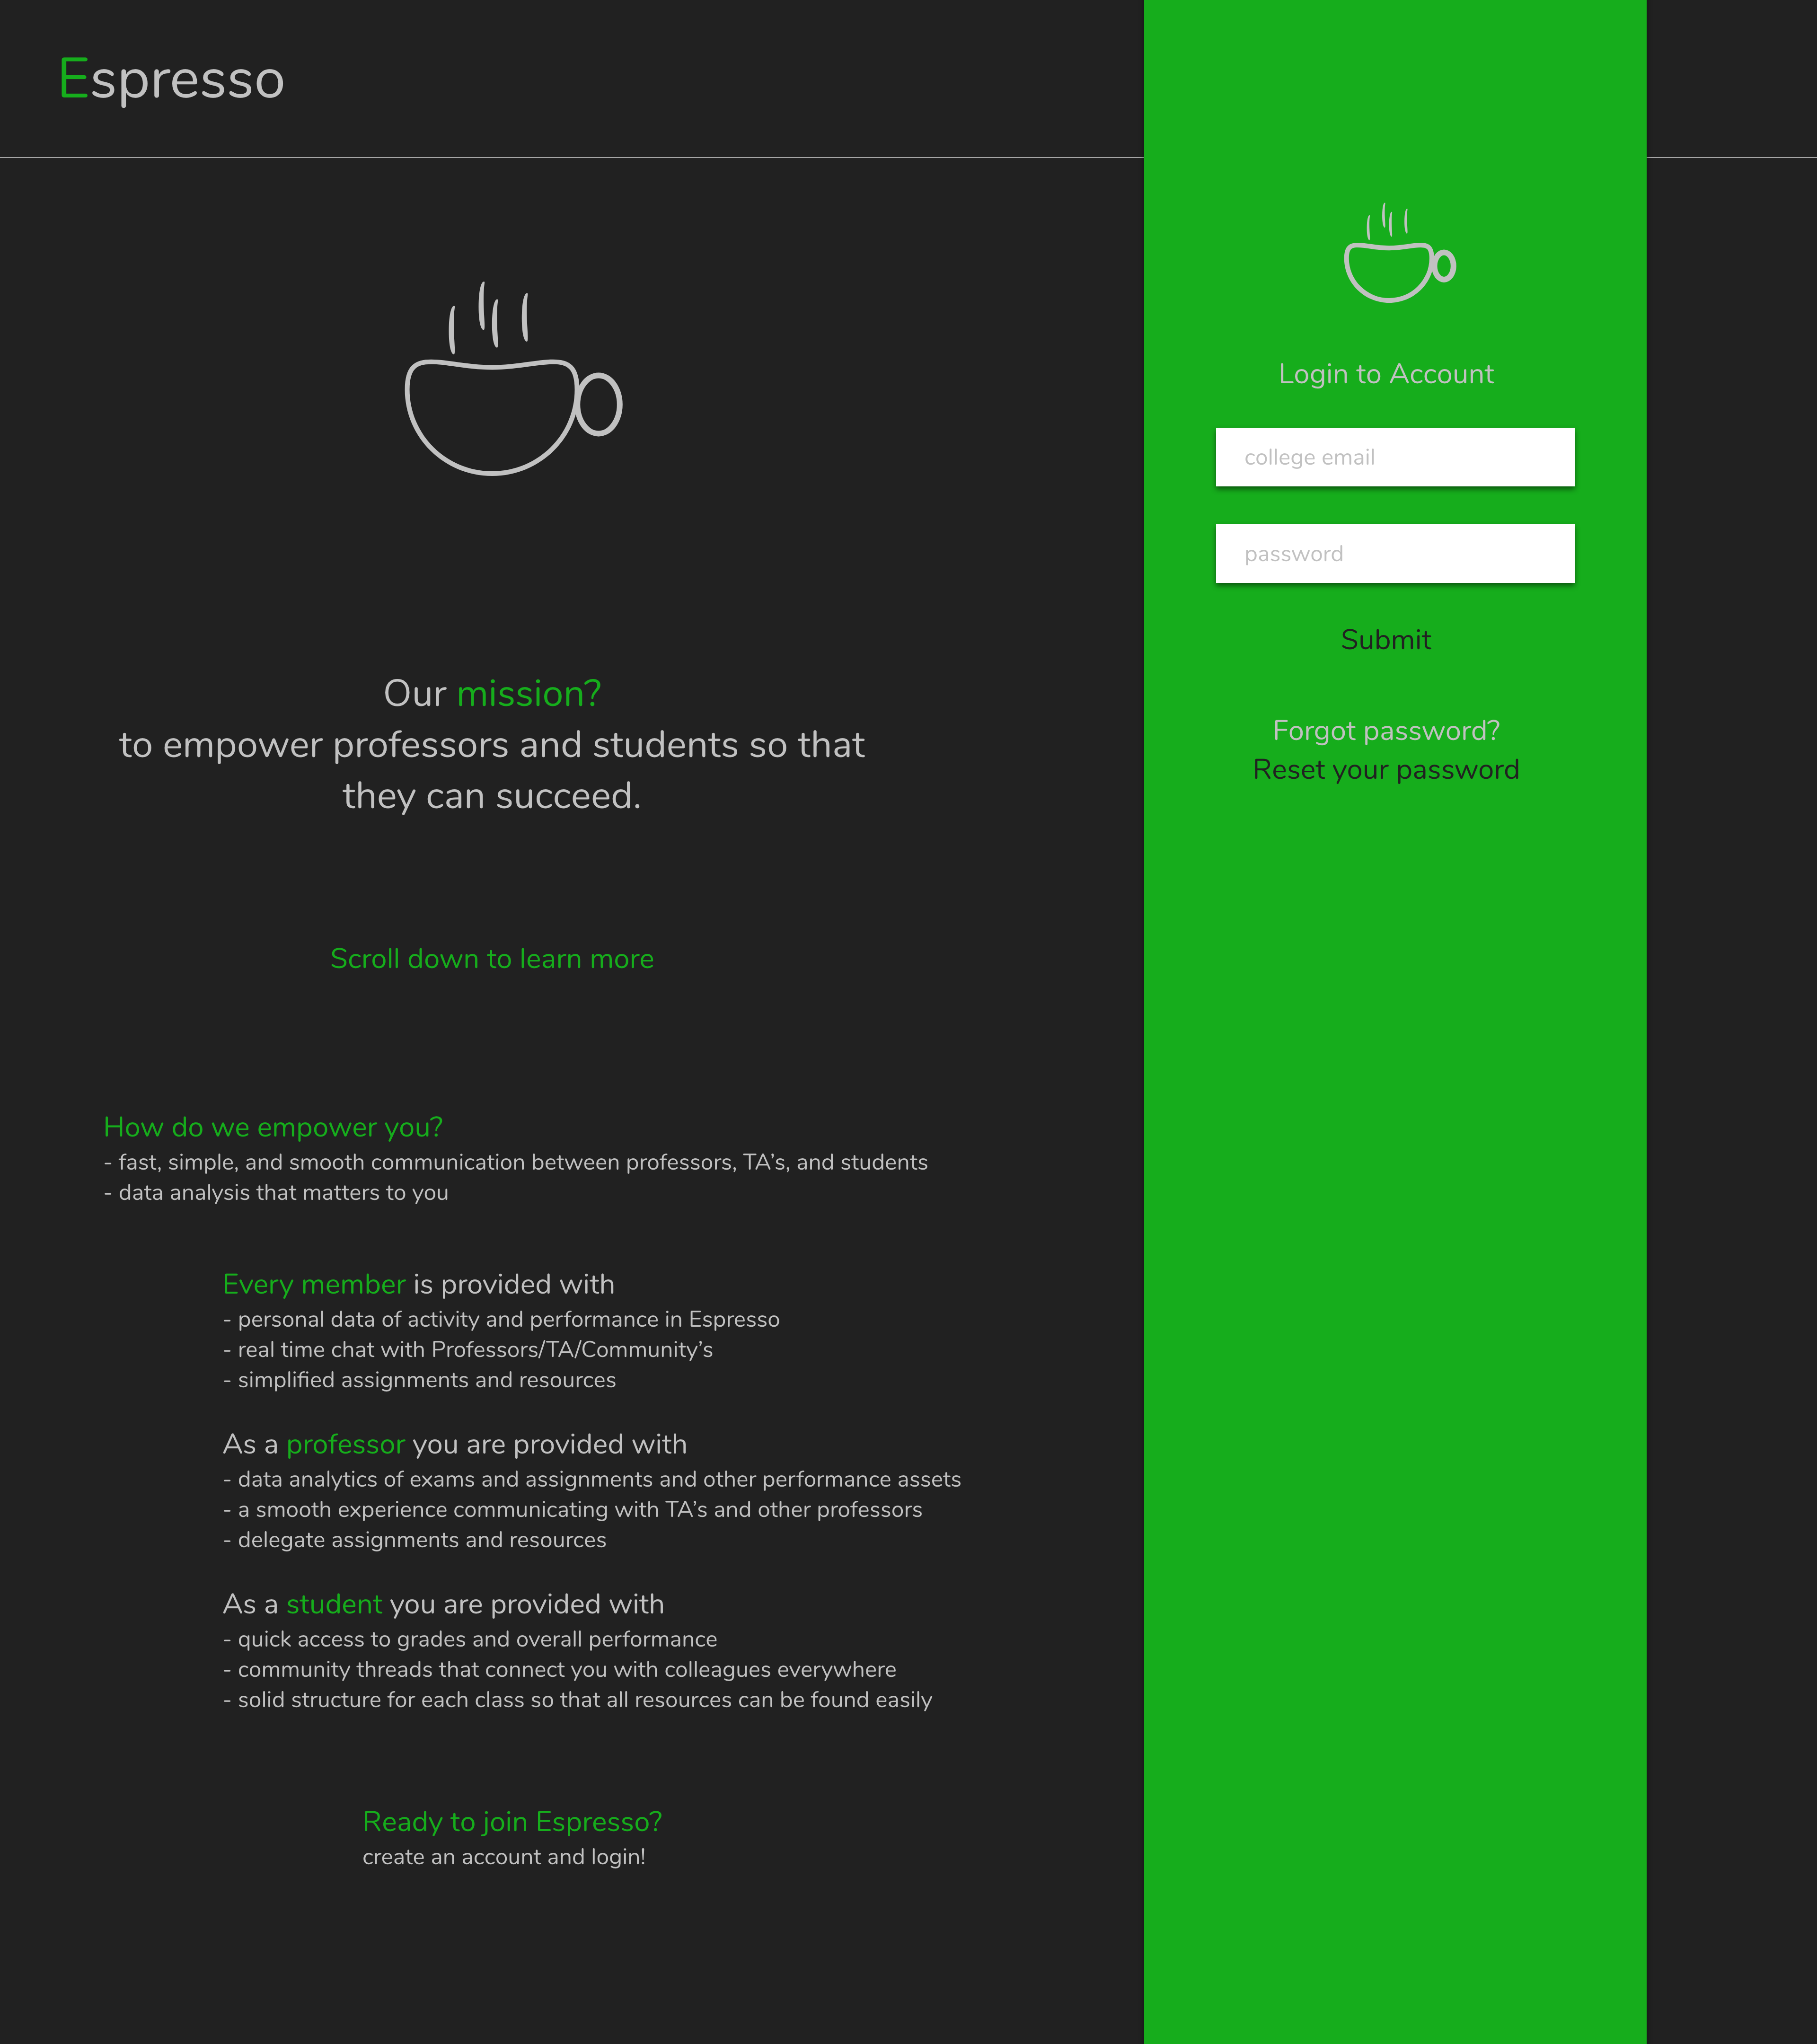 Espresso
Our mission?
to empower professors and students so that
they can succeed.
Scroll down to learn more
How do we empower you?
- fast, simple, and smooth communication between professors, TA’s, and students
- data analysis that matters to you
Every member is provided with
- personal data of activity and performance in Espresso
- real time chat with Professors/TA/Community’s
- simplified assignments and resources
As a professor you are provided with
- data analytics of exams and assignments and other performance assets
- a smooth experience communicating with TA’s and other professors
- delegate assignments and resources
As a student you are provided with
- quick access to grades and overall performance
- community threads that connect you with colleagues everywhere
- solid structure for each class so that all resources can be found easily
Ready to join Espresso?
create an account and login!
Login to Account
college email
password
Submit
Forgot password?
Reset your password